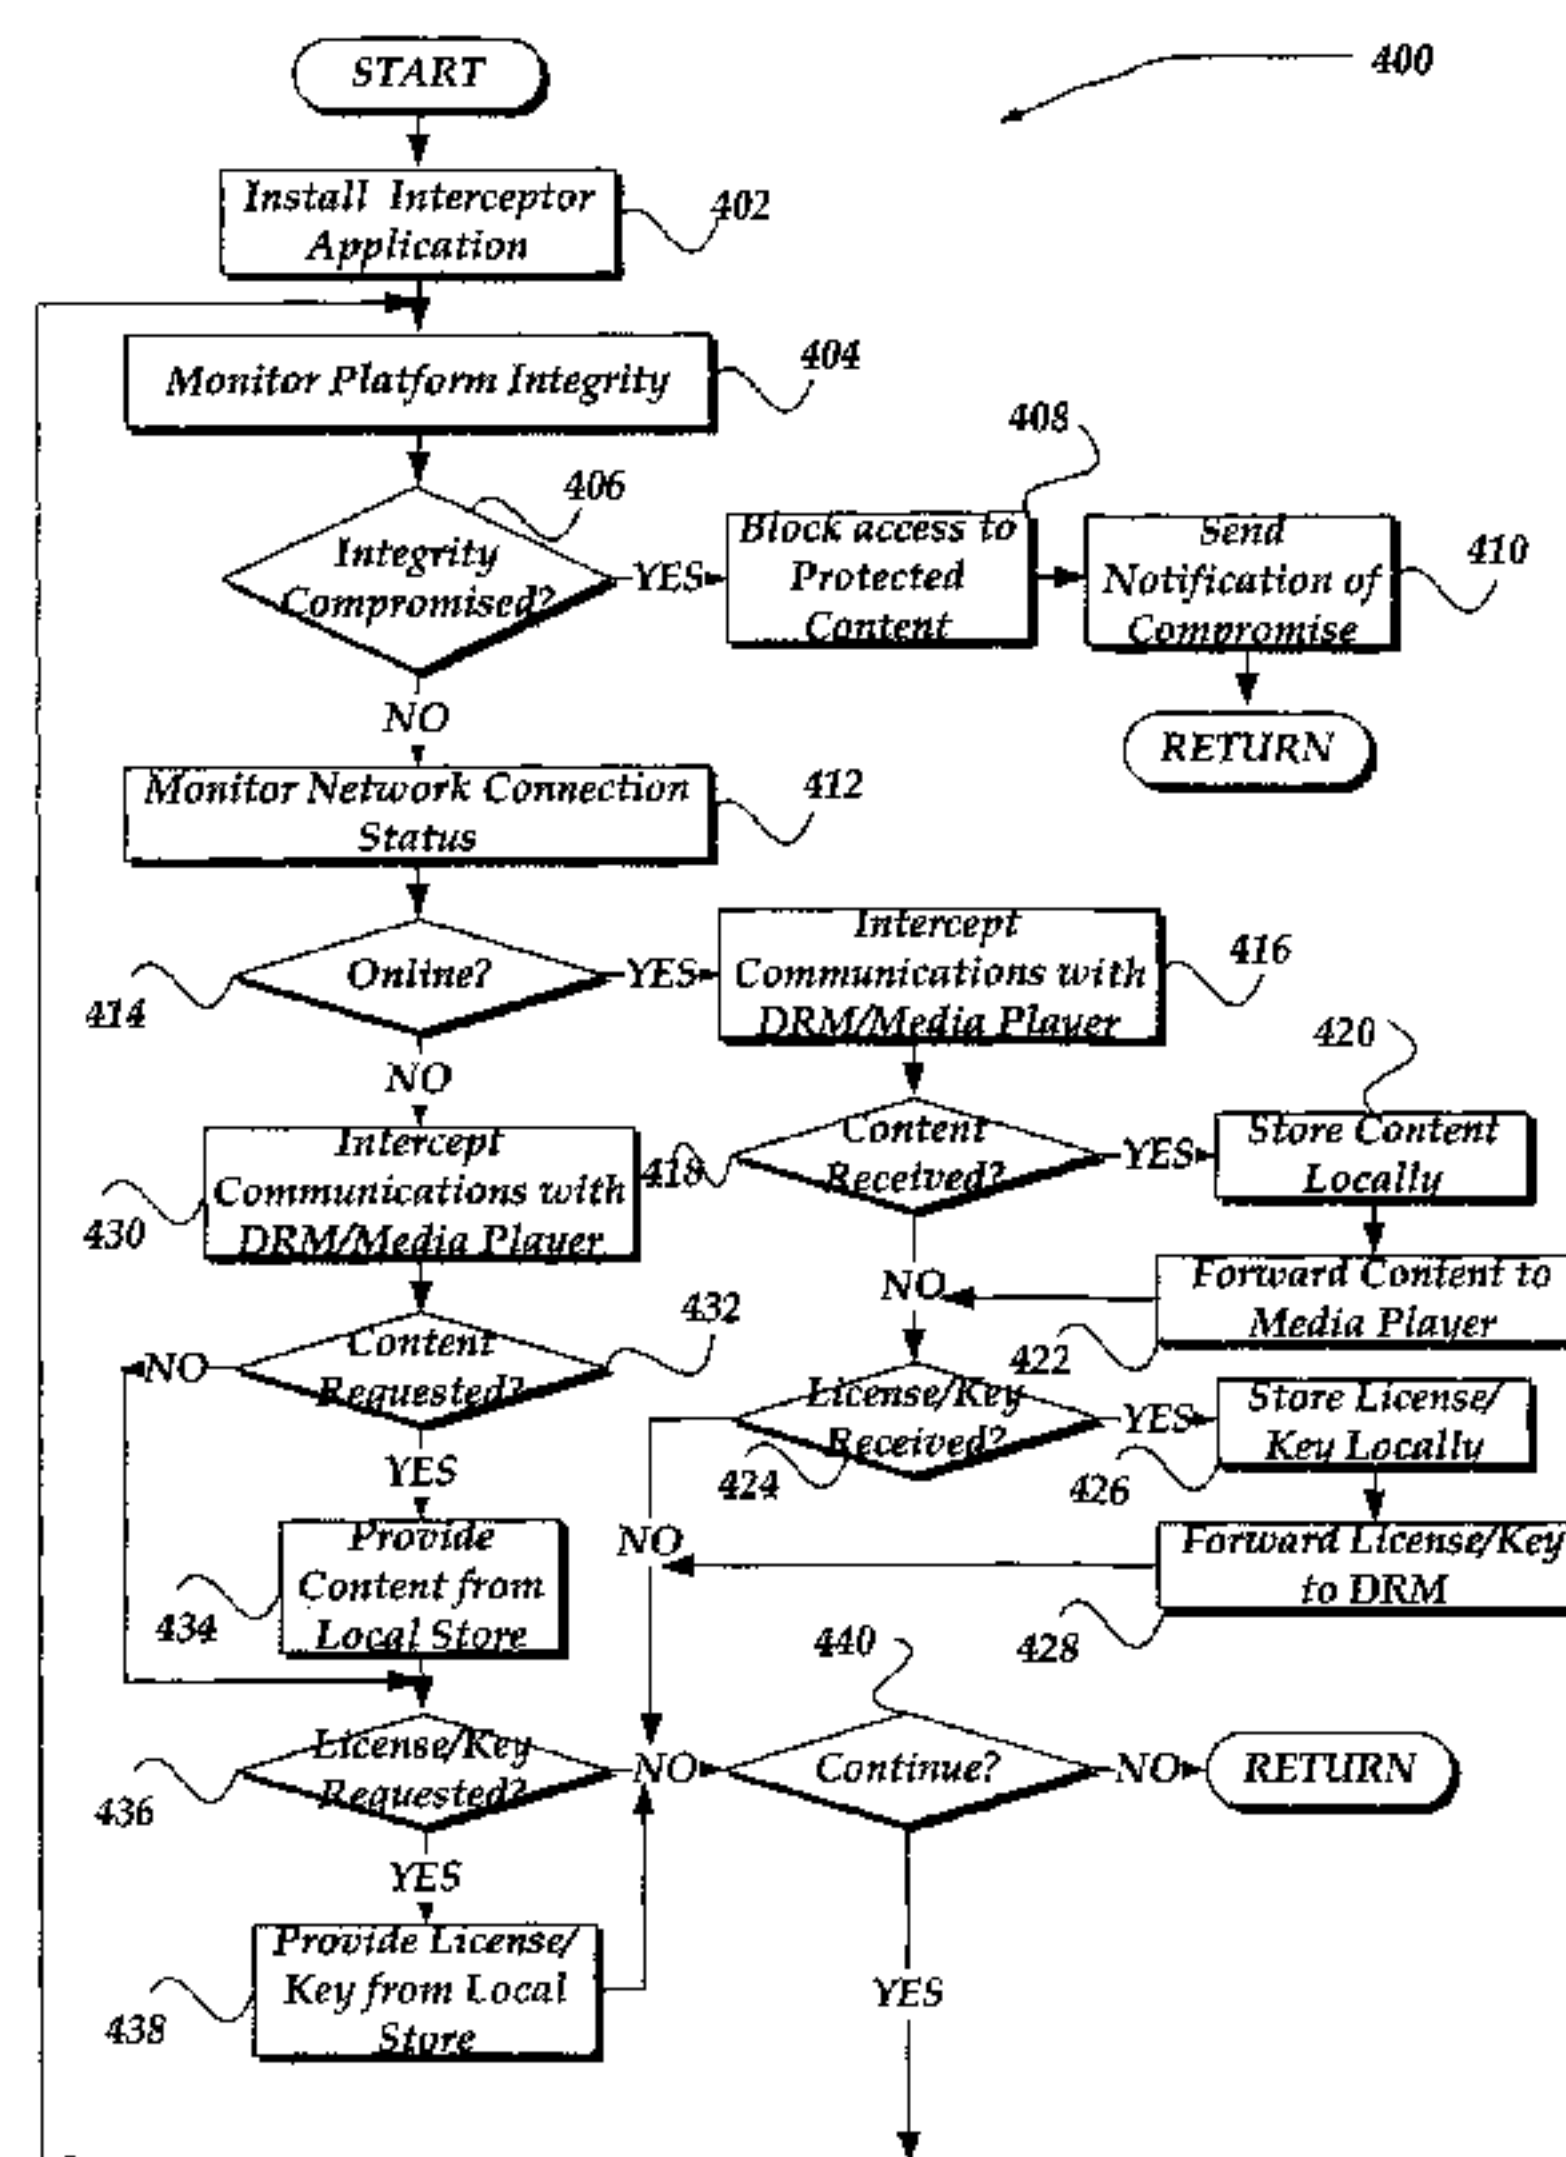 START
400
Install Interceptor
Application
402
Monitor Platform Integrity
404
408
406
Integrity
Compromised?
YES
Block access to
Protected
Content
Send
Notification of
Compromise
410
NO
RETURN
Monitor Network Connection
Status
412
Online?
414
YES
Intercept
Communications with
DRM/Media Player
416
420
NO
Intercept
Communications with
DRM/Media Player
430
418
Content
Received?
YES
Store Content
Locally
NO
Forward Content to
Media Player
422
432
Content
Requested?
NO
License/Key
Received?
424
YES
Store License/
Key Locally
426
YES
NO
Provide
Content from
Local Store
434
Forward License/Key
to DRM
428
440
License/Key
Requested?
436
NO
Continue?
NO
RETURN
YES
Provide License/
Key from Local
Store
438
YES